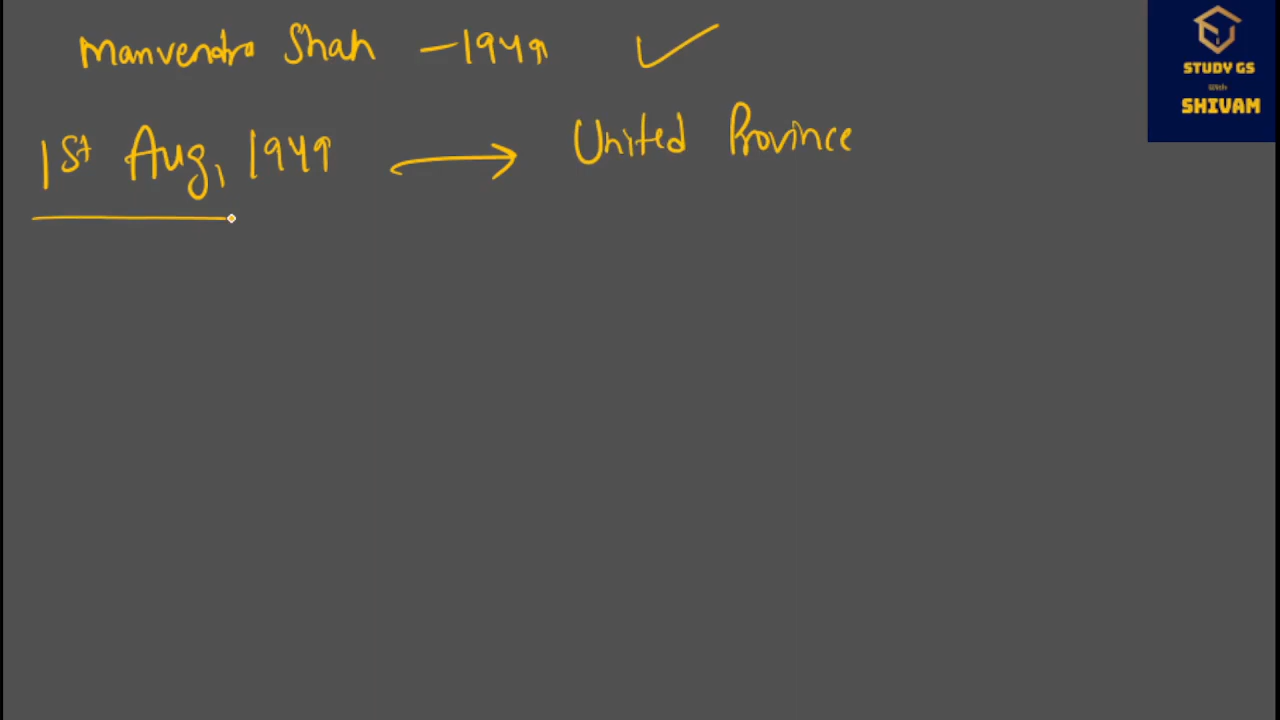 Manvendra Shah - 1949 ✓
1st Aug, 1949 → United Province
STUDY GS
With
SHIVAM